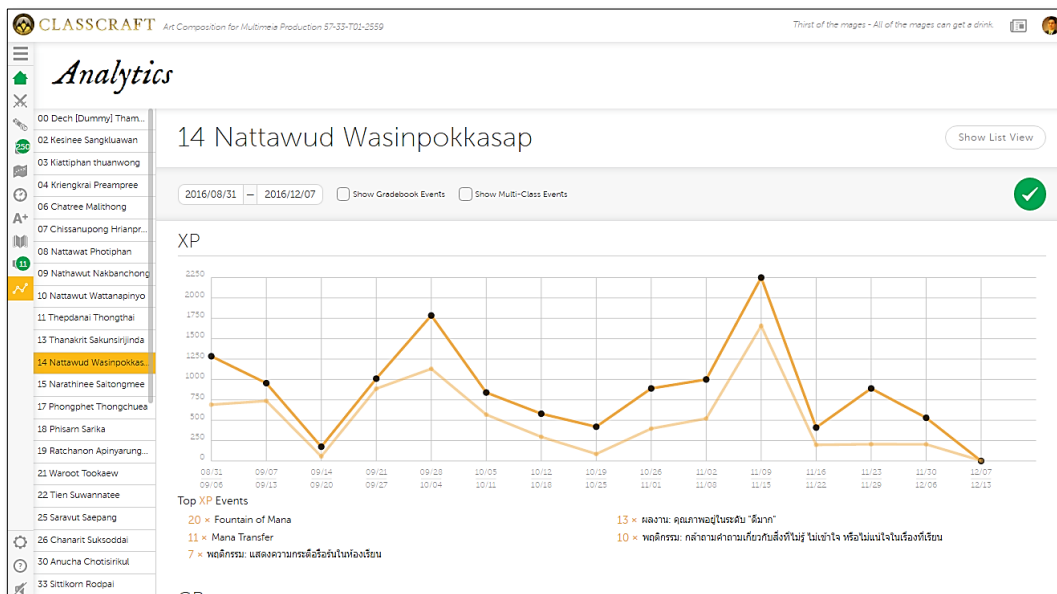 CLASSCRAFT Art Composition for Multimeia Production 57-33-T01-2559
Thirst of the mages - All of the mages can get a drink.
Analytics
250
A+
11
00 Dech [Dummy] Tham...
02 Kesinee Sangkluawan
03 Kiattiphan thuanwong
04 Kriengkrai Preampree
06 Chatree Malithong
07 Chissanupong Hrianpr...
08 Nattawat Photiphan
09 Nathawut Nakbanchong
10 Nattawut Wattanapinyo
11 Thepdanai Thongthai
13 Thanakrit Sakunsirijinda
14 Nattawud Wasinpokkas...
15 Narathinee Saitongmee
17 Phongphet Thongchuea
18 Phisarn Sarika
19 Ratchanon Apinyarung...
21 Waroot Tookaew
22 Tien Suwannatee
25 Saravut Saepang
26 Chanarit Suksoddai
30 Anucha Chotisirikul
33 Sittikorn Rodpai
14 Nattawud Wasinpokkasap
Show List View
2016/08/31 – 2016/12/07
Show Gradebook Events
Show Multi-Class Events
XP
2250
2000
1750
1500
1250
1000
750
500
250
0
08/31 09/07 09/14 09/21 09/28 10/05 10/12 10/19 10/26 11/02 11/09 11/16 11/23 11/30 12/07
09/06 09/13 09/20 09/27 10/04 10/11 10/18 10/25 11/01 11/08 11/15 11/22 11/29 12/06 12/13
Top XP Events
20 × Fountain of Mana
11 × Mana Transfer
7 × พฤติกรรม: แสดงความกระตือรือร้นในห้องเรียน
13 × ผลงาน: คุณภาพอยู่ในระดับ "ดีมาก"
10 × พฤติกรรม: กล้าถามคำถามเกี่ยวกับสิ่งที่ไม่รู้ ไม่เข้าใจ หรือไม่แน่ใจในเรื่องที่เรียน